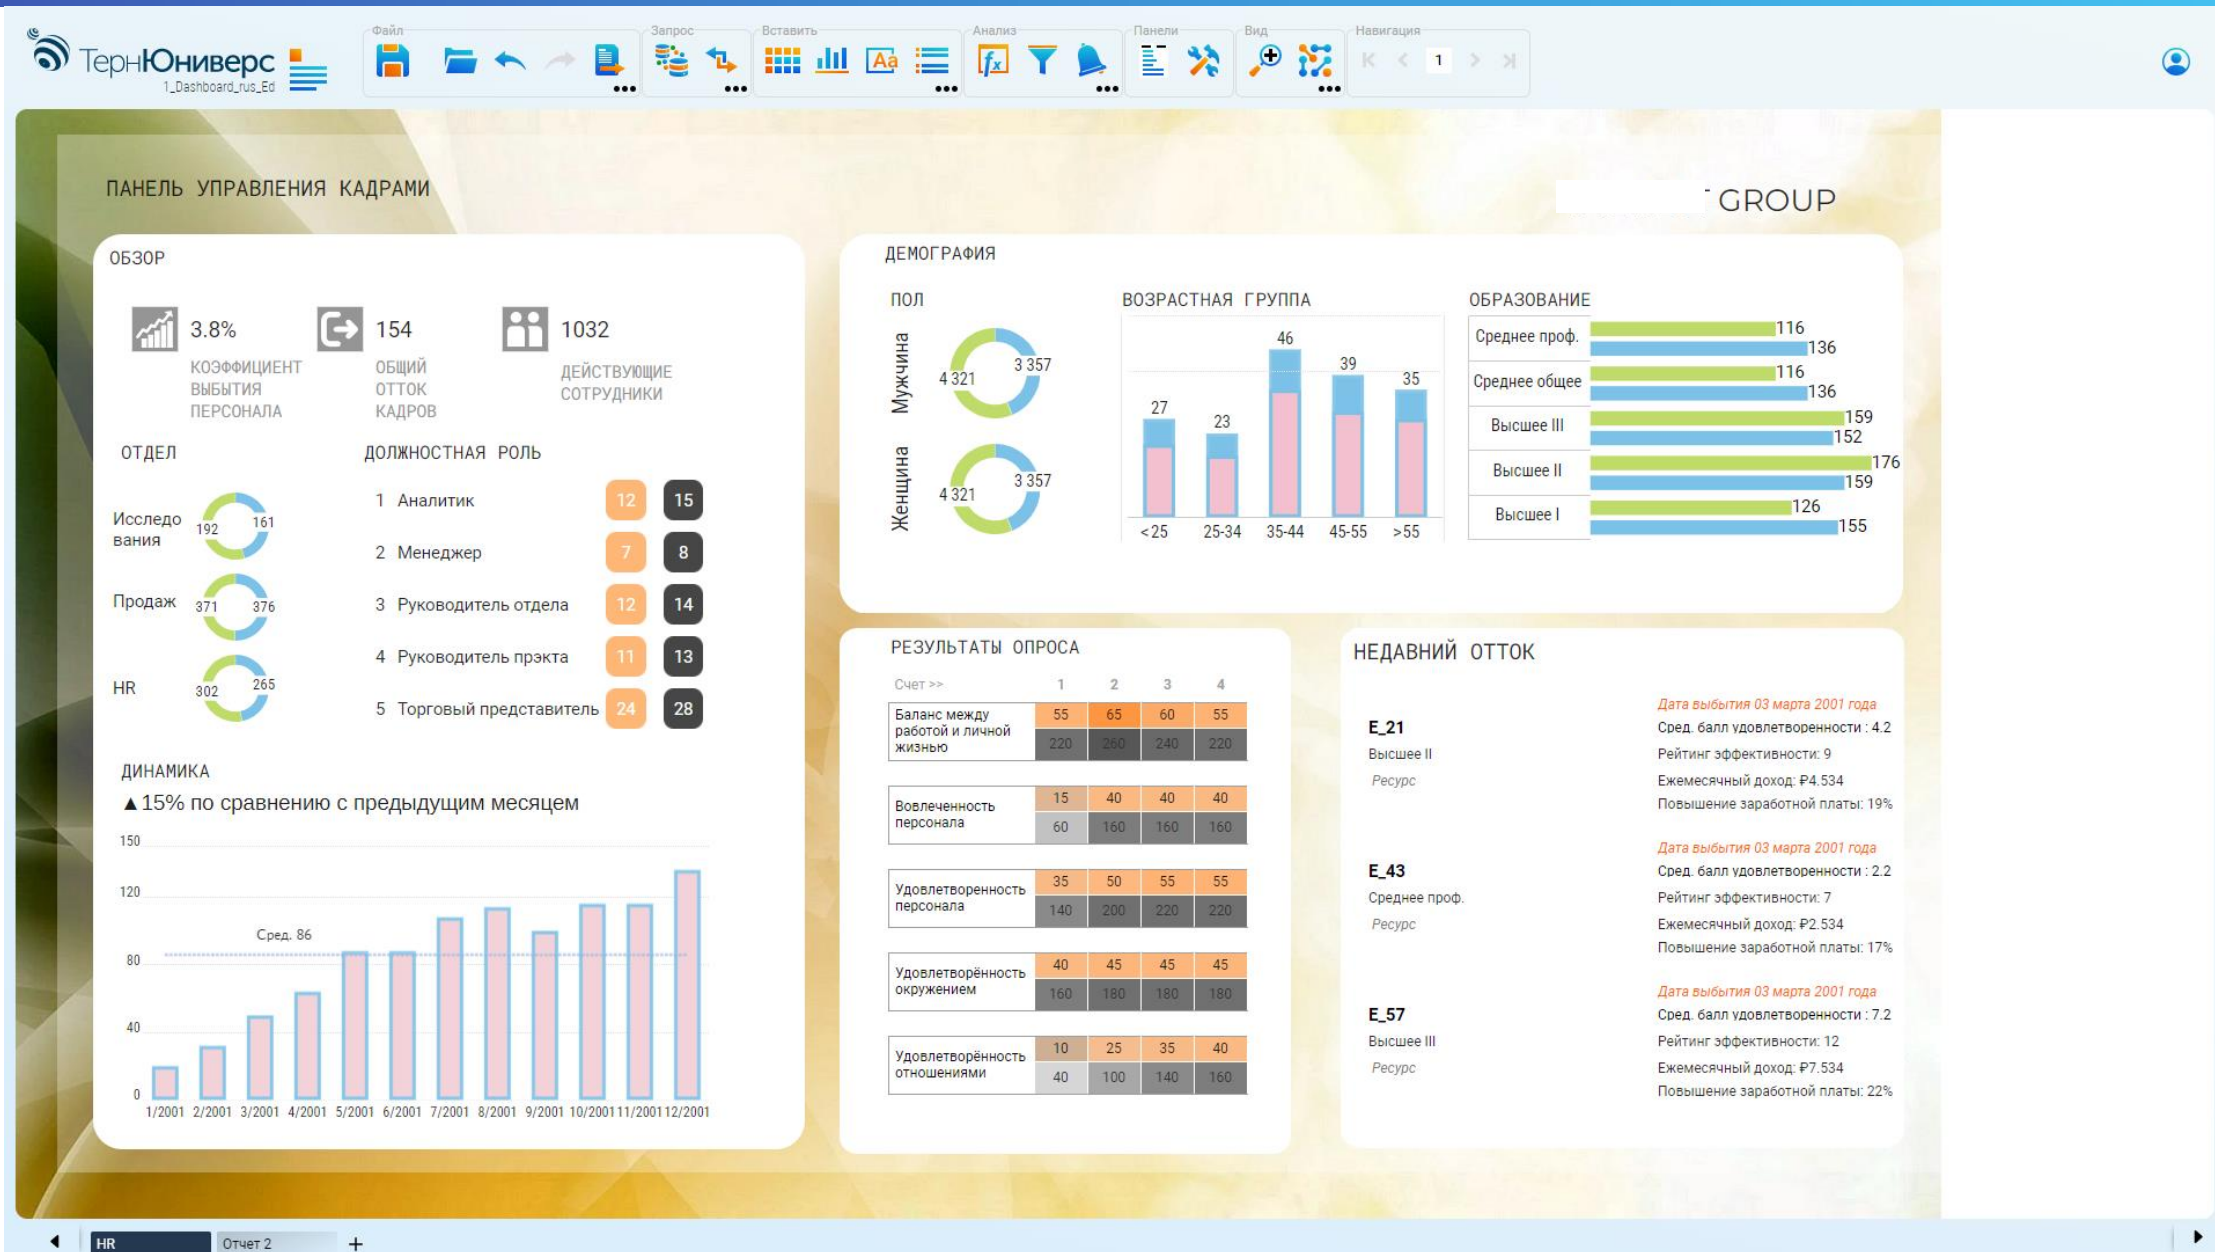 Файл
Запрос
Вставить
Анализ
Панели
Вид
Навигация
ТернЮниверс
1_Dashboard_rus_Ed
Aa
fx
1
ПАНЕЛЬ УПРАВЛЕНИЯ КАДРАМИ
GROUP
ОБЗОР
3.8%
КОЭФФИЦИЕНТ
ВЫБЫТИЯ
ПЕРСОНАЛА
154
ОБЩИЙ
ОТТОК
КАДРОВ
1032
ДЕЙСТВУЮЩИЕ
СОТРУДНИКИ
ОТДЕЛ
Исследо
вания
192 161
Продаж 371 376
HR 302 265
ДОЛЖНОСТНАЯ РОЛЬ
1 Аналитик 12 15
2 Менеджер 7 8
3 Руководитель отдела 12 14
4 Руководитель прэкта 11 13
5 Торговый представитель 24 28
ДИНАМИКА
▲15% по сравнению с предыдущим месяцем
150
120
Сред. 86
80
40
0
1/2001 2/2001 3/2001 4/2001 5/2001 6/2001 7/2001 8/2001 9/2001 10/2001 11/2001 12/2001
ДЕМОГРАФИЯ
ПОЛ
Мужчина
4 321 3 357
Женщина
4 321 3 357
ВОЗРАСТНАЯ ГРУППА
27 23 46 39 35
<25 25-34 35-44 45-55 >55
ОБРАЗОВАНИЕ
Среднее проф. 116
136
Среднее общее 116
136
Высшее III 159
152
Высшее II 176
159
Высшее I 126
155
РЕЗУЛЬТАТЫ ОПРОСА
Счет >> 1 2 3 4
Баланс между
работой и личной
жизнью
55 65 60 55
220 260 240 220
Вовлеченность
персонала
15 40 40 40
60 160 160 160
Удовлетворенность
персонала
35 50 55 55
140 200 220 220
Удовлетворённость
окружением
40 45 45 45
160 180 180 180
Удовлетворённость
отношениями
10 25 35 40
40 100 140 160
НЕДАВНИЙ ОТТОК
Дата выбытия 03 марта 2001 года
E_21 Сред. балл удовлетворенности : 4.2
Высшее II Рейтинг эффективности: 9
Ресурс Ежемесячный доход: ₽4.534
Повышение заработной платы: 19%
Дата выбытия 03 марта 2001 года
E_43 Сред. балл удовлетворенности : 2.2
Среднее проф. Рейтинг эффективности: 7
Ресурс Ежемесячный доход: ₽2.534
Повышение заработной платы: 17%
Дата выбытия 03 марта 2001 года
E_57 Сред. балл удовлетворенности : 7.2
Высшее III Рейтинг эффективности: 12
Ресурс Ежемесячный доход: ₽7.534
Повышение заработной платы: 22%
HR Отчет 2 +